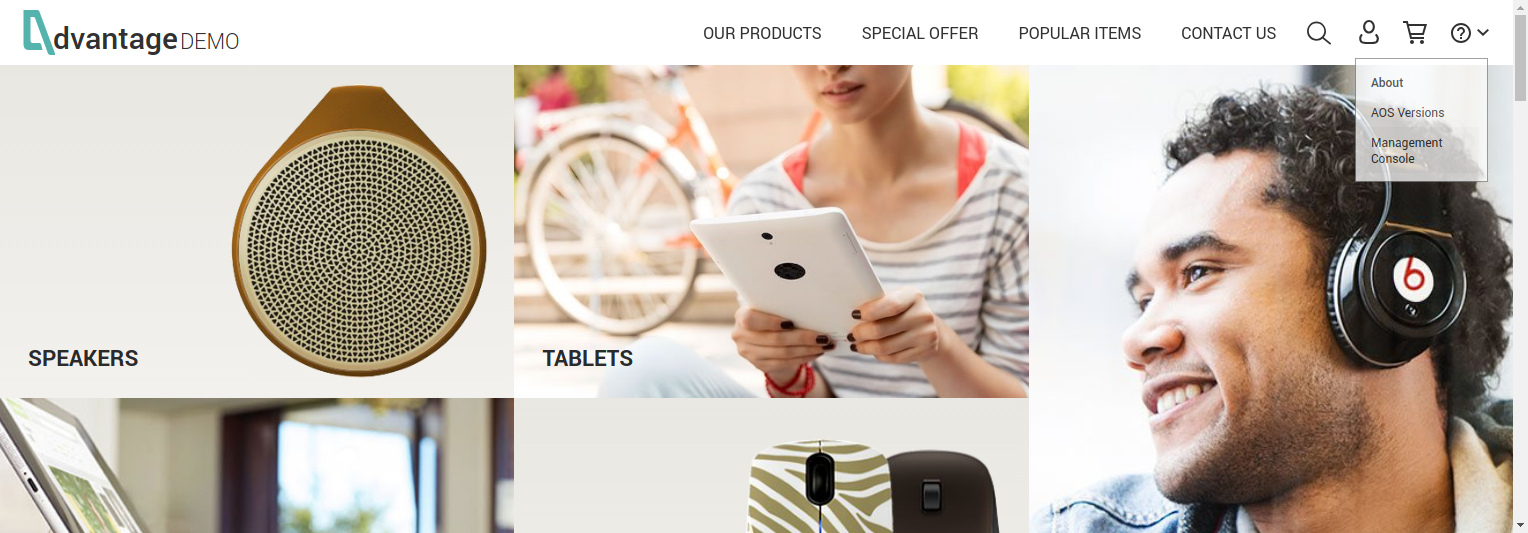 dvantage DEMO
OUR PRODUCTS
SPECIAL OFFER
POPULAR ITEMS
CONTACT US
About
AOS Versions
Management
Console
SPEAKERS
TABLETS